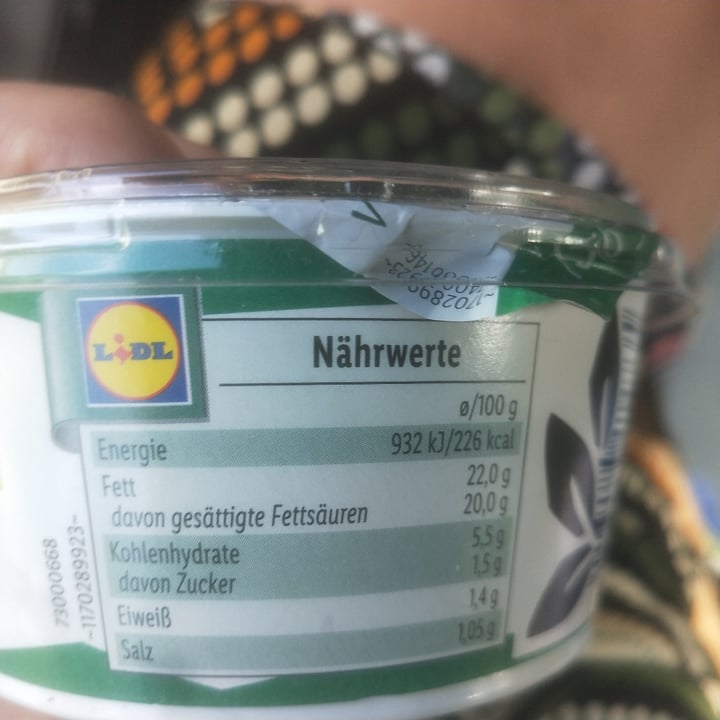 LIDL
Nährwerte
ø/100 g
Energie 932 kJ/226 kcal
Fett 22,0 g
davon gesättigte Fettsäuren 20,0 g
Kohlenhydrate 5,5 g
davon Zucker 1,5 g
Eiweiß 1,4 g
Salz 1,05 g
73000668
~1170289923~